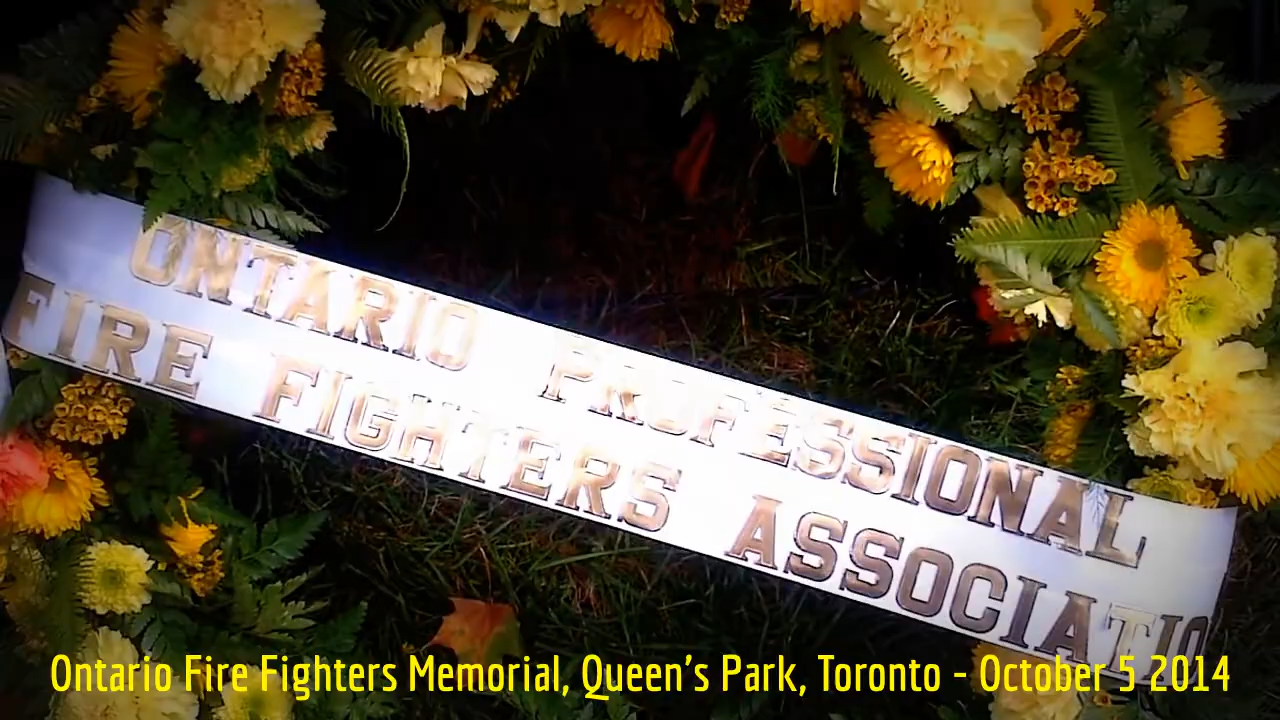 ONTARIO PROFESSIONAL
FIRE FIGHTERS ASSOCIATIO
Ontario Fire Fighters Memorial, Queen's Park, Toronto - October 5 2014